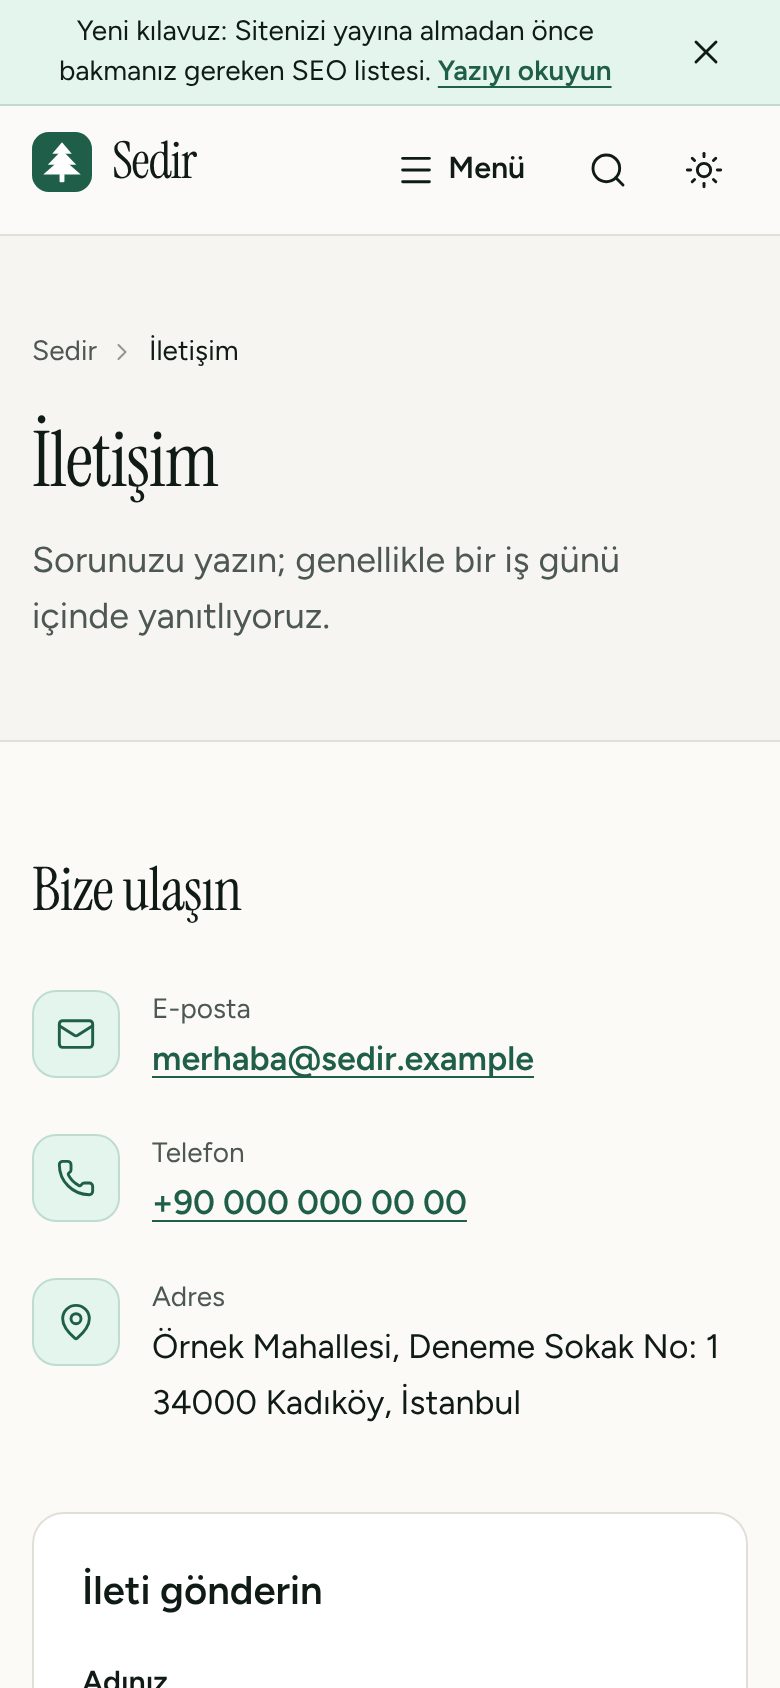 Yeni kılavuz: Sitenizi yayına almadan önce
bakmanız gereken SEO listesi. Yazıyı okuyun
Sedir
Menü
Sedir > İletişim
İletişim
Sorunuzu yazın; genellikle bir iş günü
içinde yanıtlıyoruz.
Bize ulaşın
E-posta
merhaba@sedir.example
Telefon
+90 000 000 00 00
Adres
Örnek Mahallesi, Deneme Sokak No: 1
34000 Kadıköy, İstanbul
İleti gönderin
Adınız